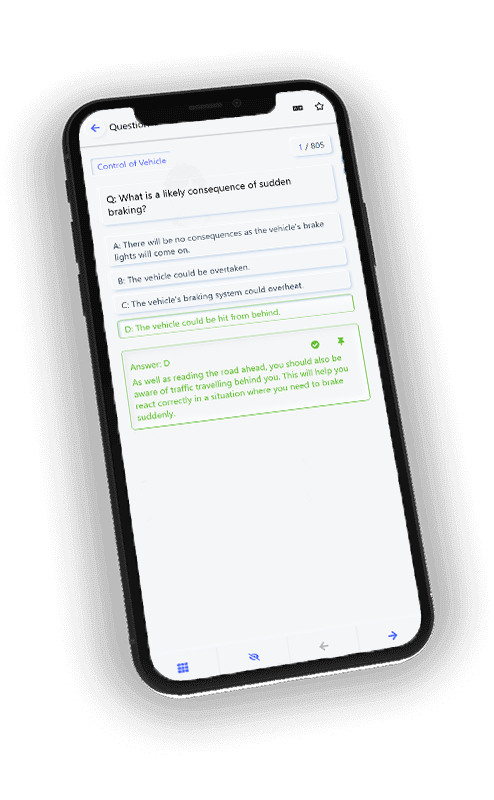 Question
Control of Vehicle
1 / 805
Q: What is a likely consequence of sudden
braking?
A: There will be no consequences as the vehicle's brake
lights will come on.
B: The vehicle could be overtaken.
C: The vehicle's braking system could overheat.
D: The vehicle could be hit from behind.
Answer: D
As well as reading the road ahead, you should also be
aware of traffic travelling behind you. This will help you
react correctly in a situation where you need to brake
suddenly.